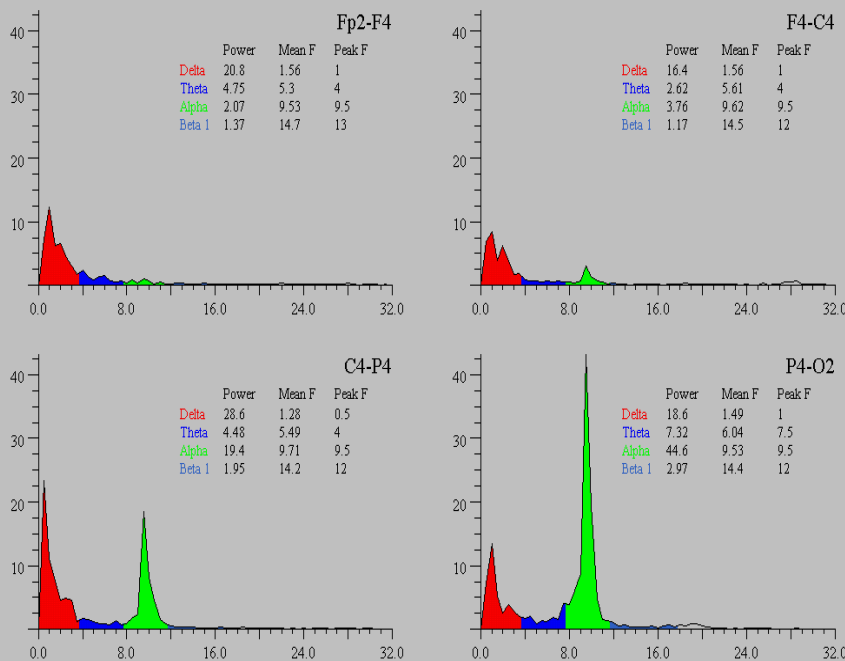 Fp2-F4
Power Mean F Peak F
Delta 20.8 1.56 1
Theta 4.75 5.3 4
Alpha 2.07 9.53 9.5
Beta 1 1.37 14.7 13
40
30
20
10
0.0 8.0 16.0 24.0 32.0
F4-C4
Power Mean F Peak F
Delta 16.4 1.56 1
Theta 2.62 5.61 4
Alpha 3.76 9.62 9.5
Beta 1 1.17 14.5 12
40
30
20
10
0.0 8.0 16.0 24.0 32.0
C4-P4
Power Mean F Peak F
Delta 28.6 1.28 0.5
Theta 4.48 5.49 4
Alpha 19.4 9.71 9.5
Beta 1 1.95 14.2 12
40
30
20
10
0.0 8.0 16.0 24.0 32.0
P4-O2
Power Mean F Peak F
Delta 18.6 1.49 1
Theta 7.32 6.04 7.5
Alpha 44.6 9.53 9.5
Beta 1 2.97 14.4 12
40
30
20
10
0.0 8.0 16.0 24.0 32.0